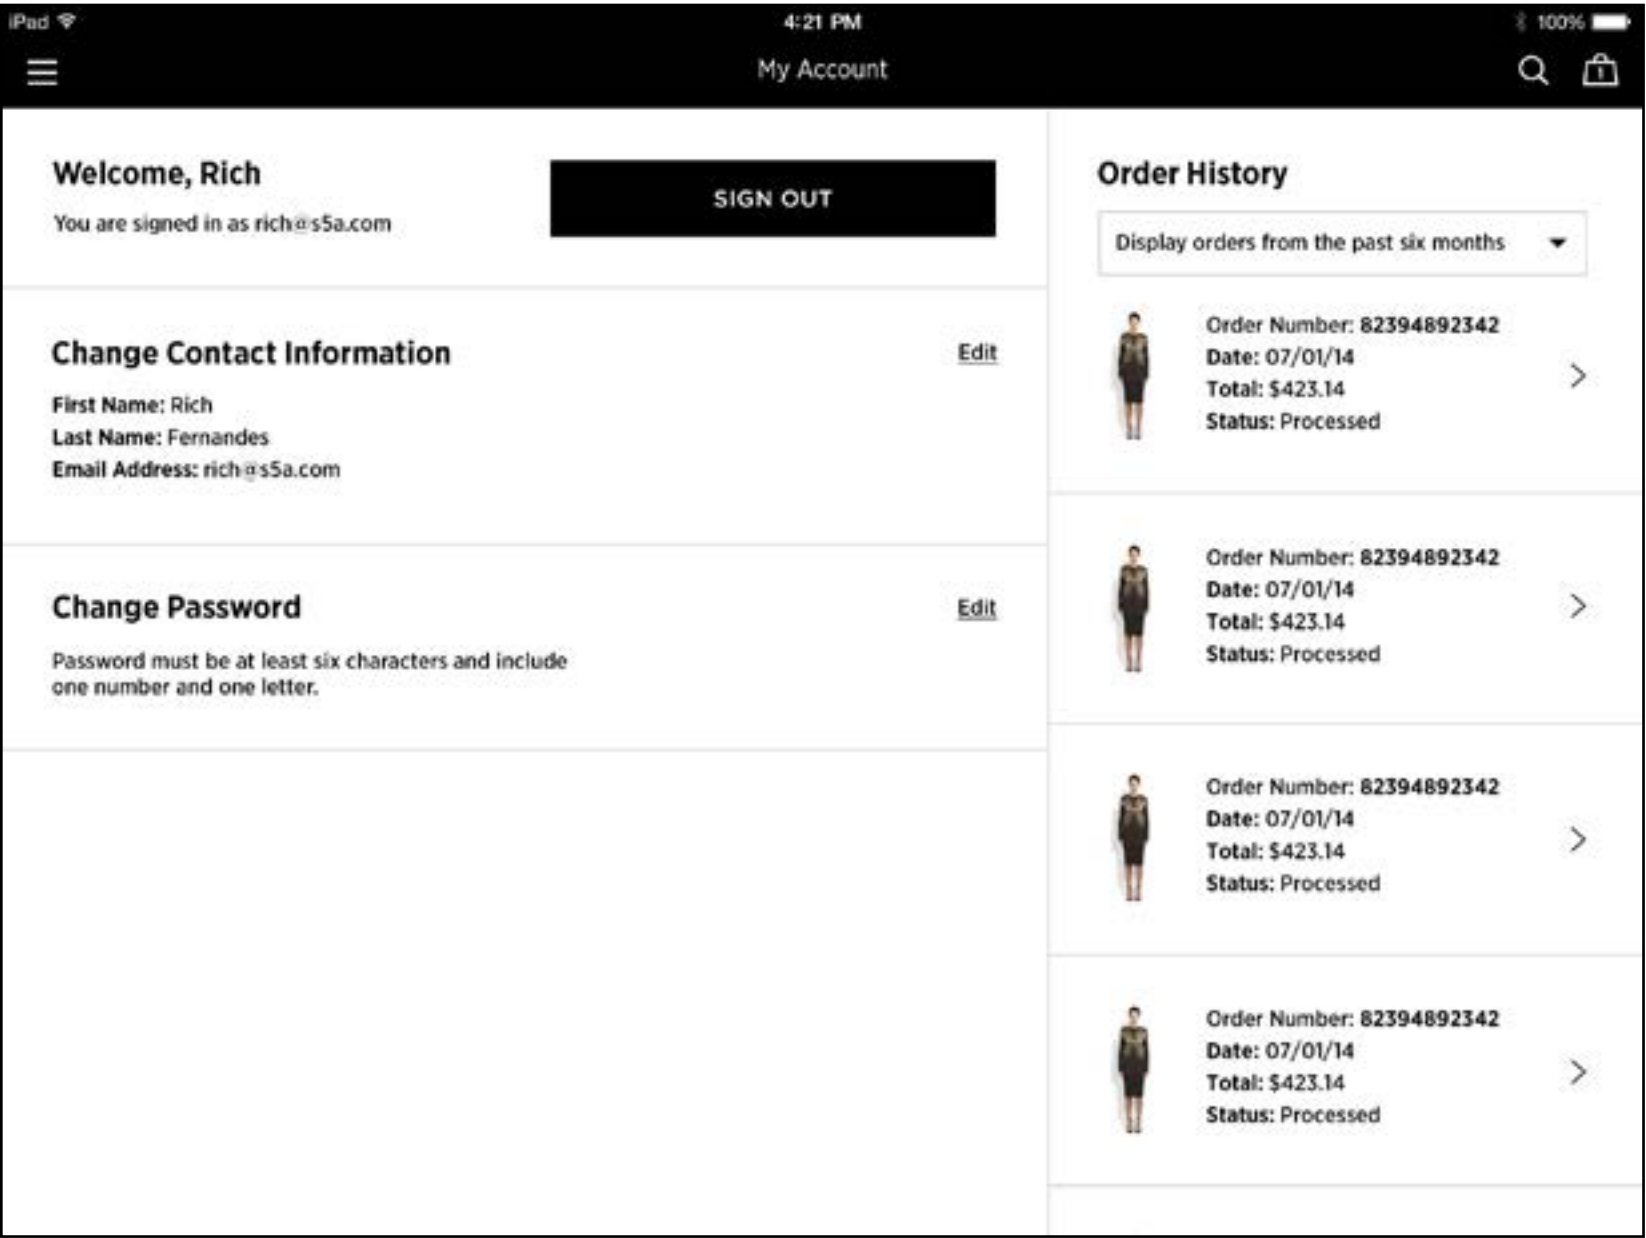 iPad
4:21 PM
100%
My Account
1
Welcome, Rich
You are signed in as rich@s5a.com
SIGN OUT
Change Contact Information
Edit
First Name: Rich
Last Name: Fernandes
Email Address: rich@s5a.com
Change Password
Edit
Password must be at least six characters and include
one number and one letter.
Order History
Display orders from the past six months
Order Number: 82394892342
Date: 07/01/14
Total: $423.14
Status: Processed
Order Number: 82394892342
Date: 07/01/14
Total: $423.14
Status: Processed
Order Number: 82394892342
Date: 07/01/14
Total: $423.14
Status: Processed
Order Number: 82394892342
Date: 07/01/14
Total: $423.14
Status: Processed